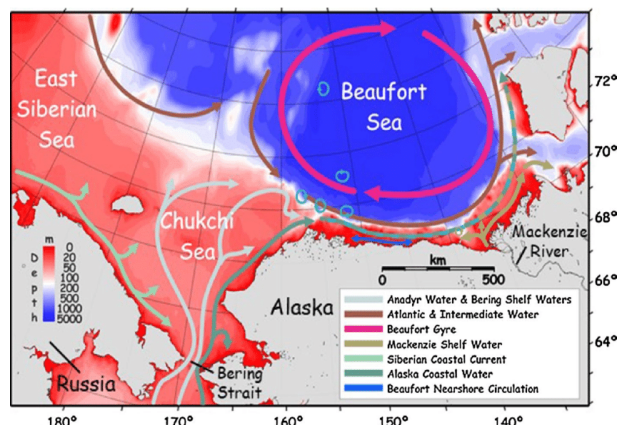 East
Siberian
Sea
Beaufort
Sea
72°
70°
68°
66°
64°
Chukchi
Sea
Mackenzie
River
m
0
20
50
100
200
500
1000
5000
Depth
km
0
500
Alaska
Russia
Bering
Strait
Anadyr Water & Bering Shelf Waters
Atlantic & Intermediate Water
Beaufort Gyre
Mackenzie Shelf Water
Siberian Coastal Current
Alaska Coastal Water
Beaufort Nearshore Circulation
180°
170°
160°
150°
140°